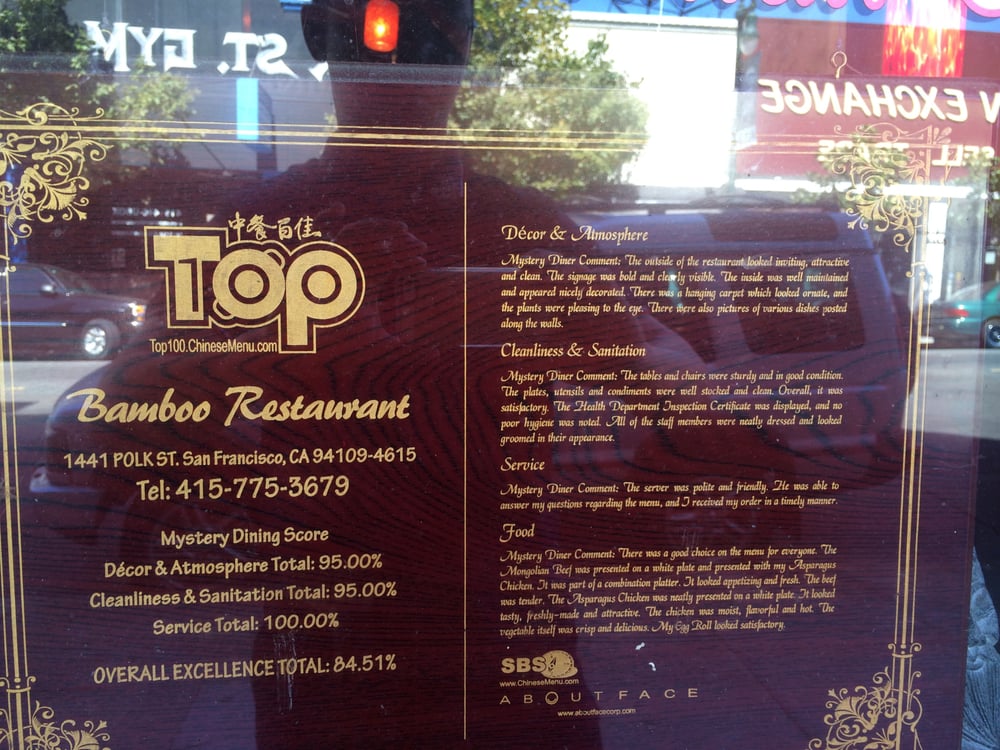 ST. GYM
N EXCHANGE
SELL
中餐百佳
Top
Top100.ChineseMenu.com
Bamboo Restaurant
1441 POLK ST. San Francisco, CA 94109-4615
Tel: 415-775-3679
Mystery Dining Score
Décor & Atmosphere Total: 95.00%
Cleanliness & Sanitation Total: 95.00%
Service Total: 100.00%
OVERALL EXCELLENCE TOTAL: 84.51%
Décor & Atmosphere
Mystery Diner Comment: The outside of the restaurant looked inviting, attractive
and clean. The signage was bold and clearly visible. The inside was well maintained
and appeared nicely decorated. There was a hanging carpet which looked ornate, and
the plants were pleasing to the eye. There were also pictures of various dishes posted
along the walls.
Cleanliness & Sanitation
Mystery Diner Comment: The tables and chairs were sturdy and in good condition.
The plates, utensils and condiments were well stocked and clean. Overall, it was
satisfactory. The Health Department Inspection Certificate was displayed, and no
poor hygiene was noted. All of the staff members were neatly dressed and looked
groomed in their appearance.
Service
Mystery Diner Comment: The server was polite and friendly. He was able to
answer my questions regarding the menu, and I received my order in a timely manner.
Food
Mystery Diner Comment: There was a good choice on the menu for everyone. The
Mongolian Beef was presented on a white plate and presented with my Asparagus
Chicken. It was part of a combination platter. It looked appetizing and fresh. The beef
was tender. The Asparagus Chicken was neatly presented on a white plate. It looked
tasty, freshly-made and attractive. The chicken was moist, flavorful and hot. The
vegetable itself was crisp and delicious. My Egg Roll looked satisfactory.
SBS
www.ChineseMenu.com
ABOUT FACE
www.aboutfacecorp.com